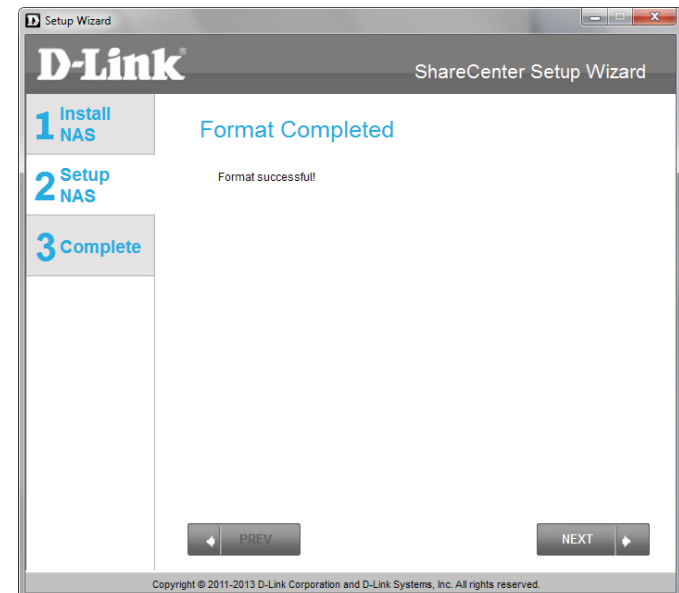 Setup Wizard
D-Link®
ShareCenter Setup Wizard
1 Install
NAS
2 Setup
NAS
3 Complete
Format Completed
Format successful!
PREV
NEXT
Copyright © 2011-2013 D-Link Corporation and D-Link Systems, Inc. All rights reserved.